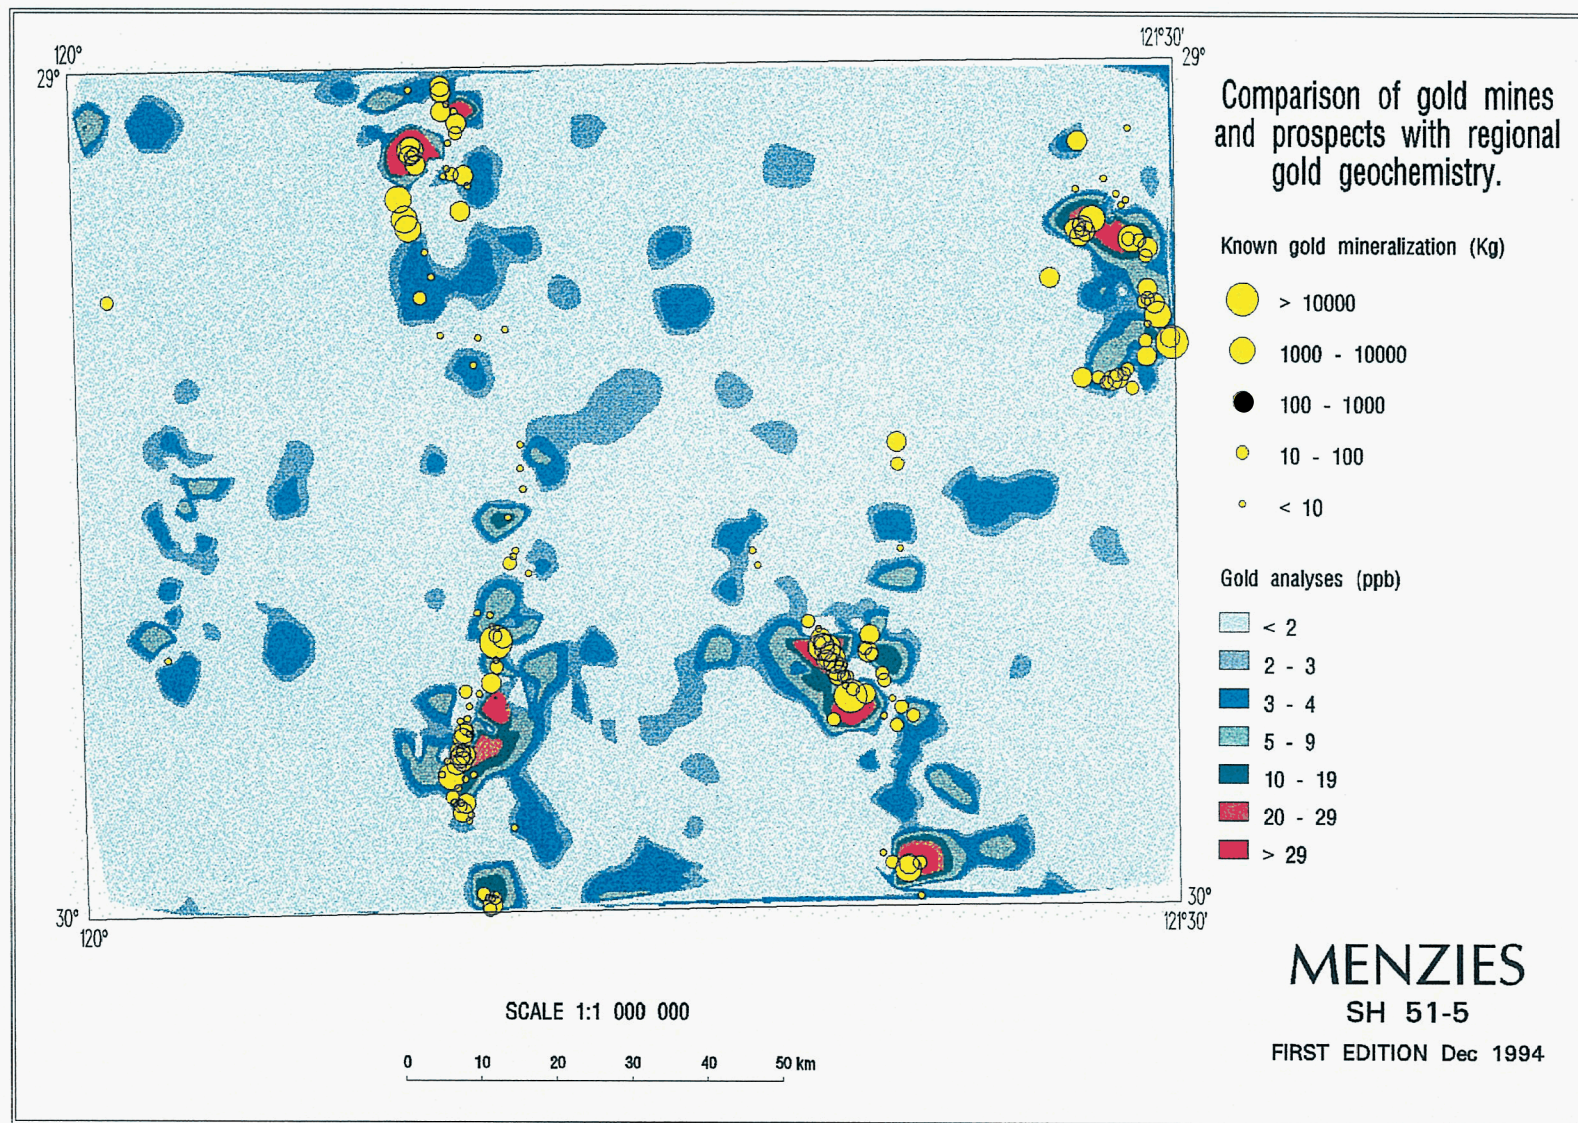 120°
29°
121°30'
29°
Comparison of gold mines
and prospects with regional
gold geochemistry.
Known gold mineralization (Kg)
> 10000
1000 - 10000
100 - 1000
10 - 100
< 10
Gold analyses (ppb)
< 2
2 - 3
3 - 4
5 - 9
10 - 19
20 - 29
> 29
30°
120°
30°
121°30'
MENZIES
SH 51-5
FIRST EDITION Dec 1994
SCALE 1:1 000 000
0 10 20 30 40 50 km